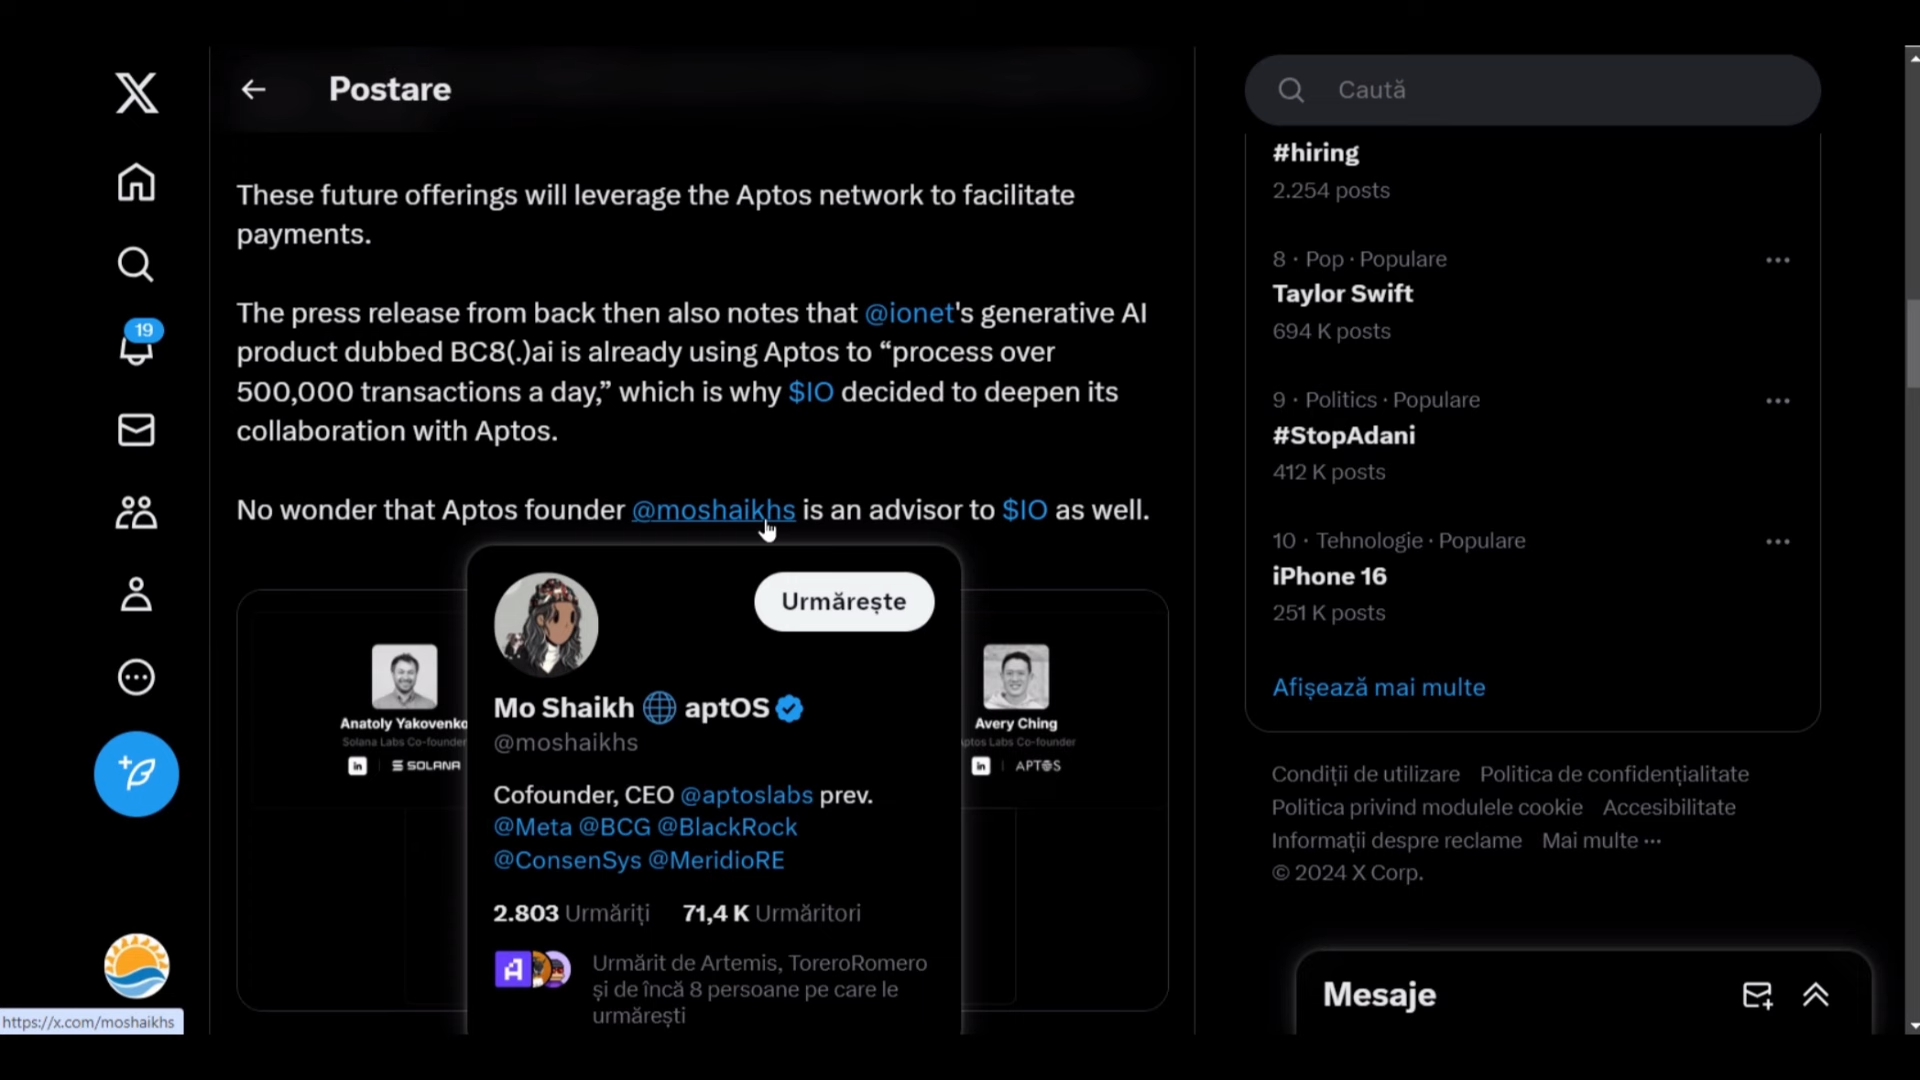 Postare
These future offerings will leverage the Aptos network to facilitate
payments.
The press release from back then also notes that @ionet's generative AI
product dubbed BC8(.)ai is already using Aptos to “process over
500,000 transactions a day,” which is why $IO decided to deepen its
collaboration with Aptos.
No wonder that Aptos founder @moshaikhs is an advisor to $IO as well.
Anatoly Yakovenko
Solana Labs Co-founder
in | SOLANA
Urmărește
Mo Shaikh 🌐 aptOS
@moshaikhs
Cofounder, CEO @aptoslabs prev.
@Meta @BCG @BlackRock
@ConsenSys @MeridioRE
2.803 Urmăriți 71,4 K Urmăritori
Urmărit de Artemis, ToreroRomero
și de încă 8 persoane pe care le
urmărești
Avery Ching
ptos Labs Co-founder
in | APTOS
19
Caută
#hiring
2.254 posts
8 · Pop · Populare
Taylor Swift
694 K posts
9 · Politics · Populare
#StopAdani
412 K posts
10 · Tehnologie · Populare
iPhone 16
251 K posts
Afișează mai multe
Condiții de utilizare Politica de confidențialitate
Politica privind modulele cookie Accesibilitate
Informații despre reclame Mai multe ···
© 2024 X Corp.
Mesaje
https://x.com/moshaikhs